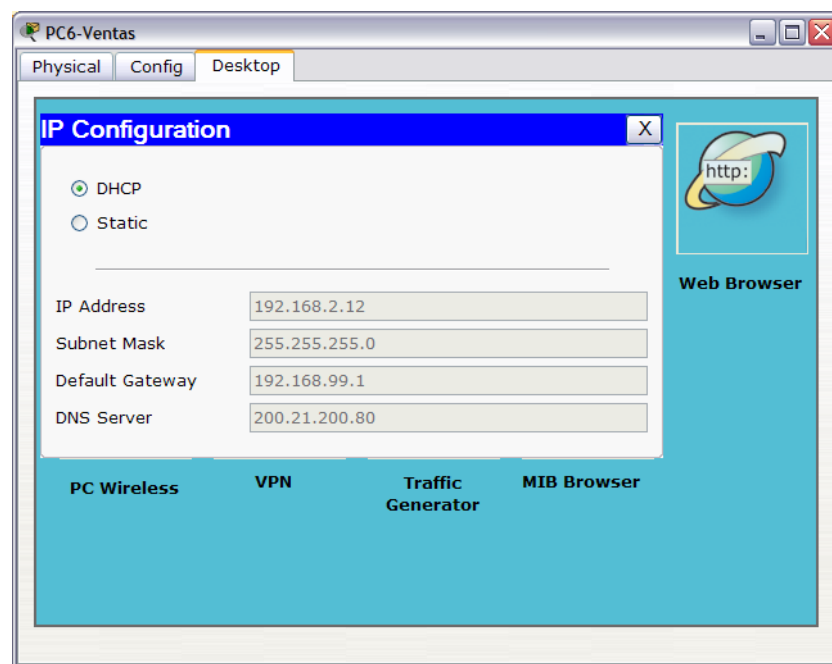 PC6-Ventas
Physical Config Desktop
IP Configuration X
http:
DHCP
Static
Web Browser
IP Address 192.168.2.12
Subnet Mask 255.255.255.0
Default Gateway 192.168.99.1
DNS Server 200.21.200.80
PC Wireless VPN Traffic Generator MIB Browser